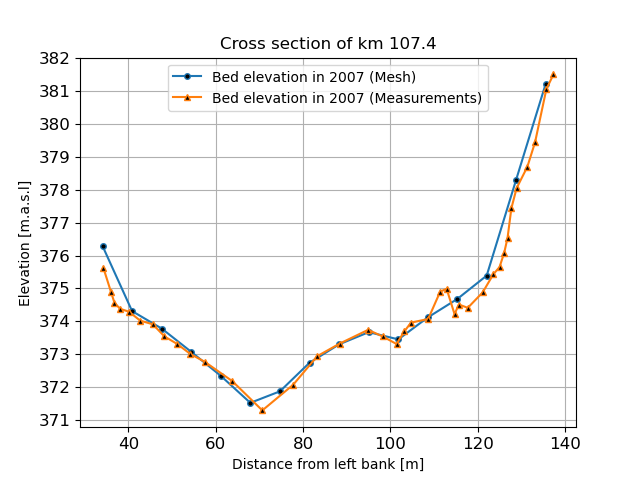 Cross section of km 107.4
Bed elevation in 2007 (Mesh)
Bed elevation in 2007 (Measurements)
Elevation [m.a.s.l]
382
381
380
379
378
377
376
375
374
373
372
371
40 60 80 100 120 140
Distance from left bank [m]